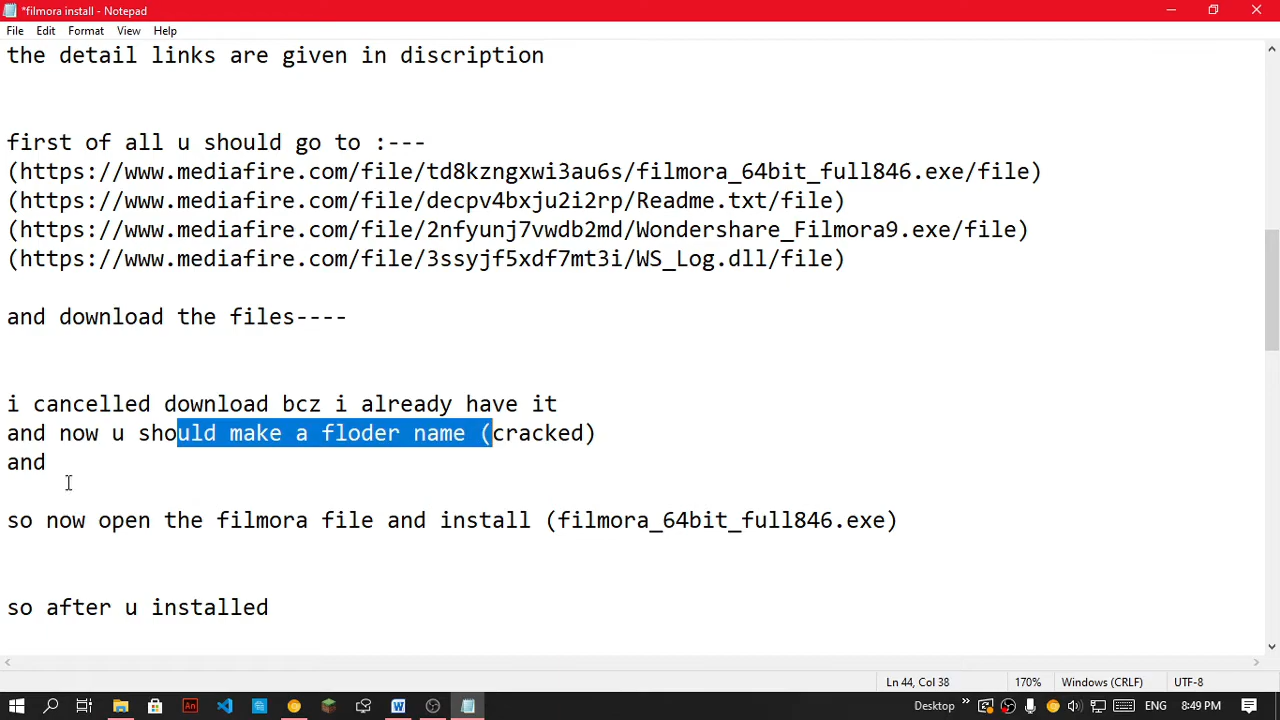 *filmora install - Notepad
File Edit Format View Help
the detail links are given in discription
first of all u should go to :---
(https://www.mediafire.com/file/td8kzngxwi3au6s/filmora_64bit_full846.exe/file)
(https://www.mediafire.com/file/decpv4bxju2i2rp/Readme.txt/file)
(https://www.mediafire.com/file/2nfyunj7vwdb2md/Wondershare_Filmora9.exe/file)
(https://www.mediafire.com/file/3ssyjf5xdf7mt3i/WS_Log.dll/file)
and download the files----
i cancelled download bcz i already have it
and now u should make a floder name (cracked)
and
so now open the filmora file and install (filmora_64bit_full846.exe)
so after u installed
Ln 44, Col 38 170% Windows (CRLF) UTF-8
An W Desktop » ENG 8:49 PM